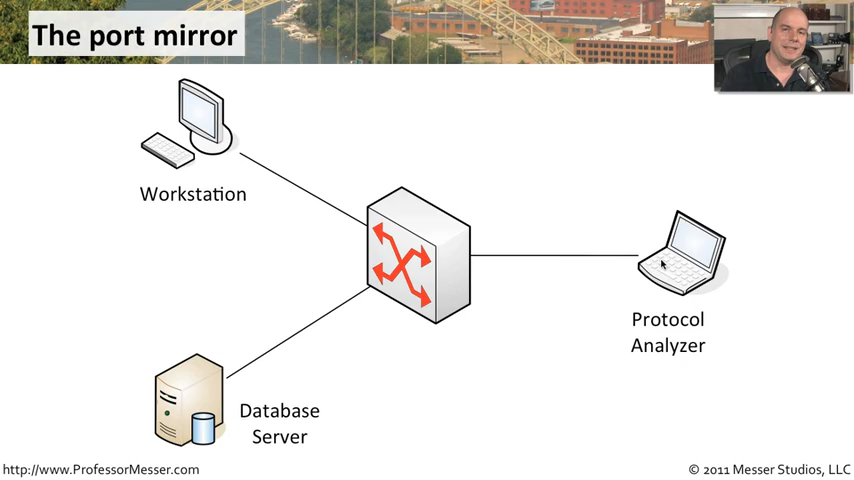 The port mirror
Workstation
Protocol
Analyzer
Database
Server
http://www.ProfessorMesser.com
© 2011 Messer Studios, LLC